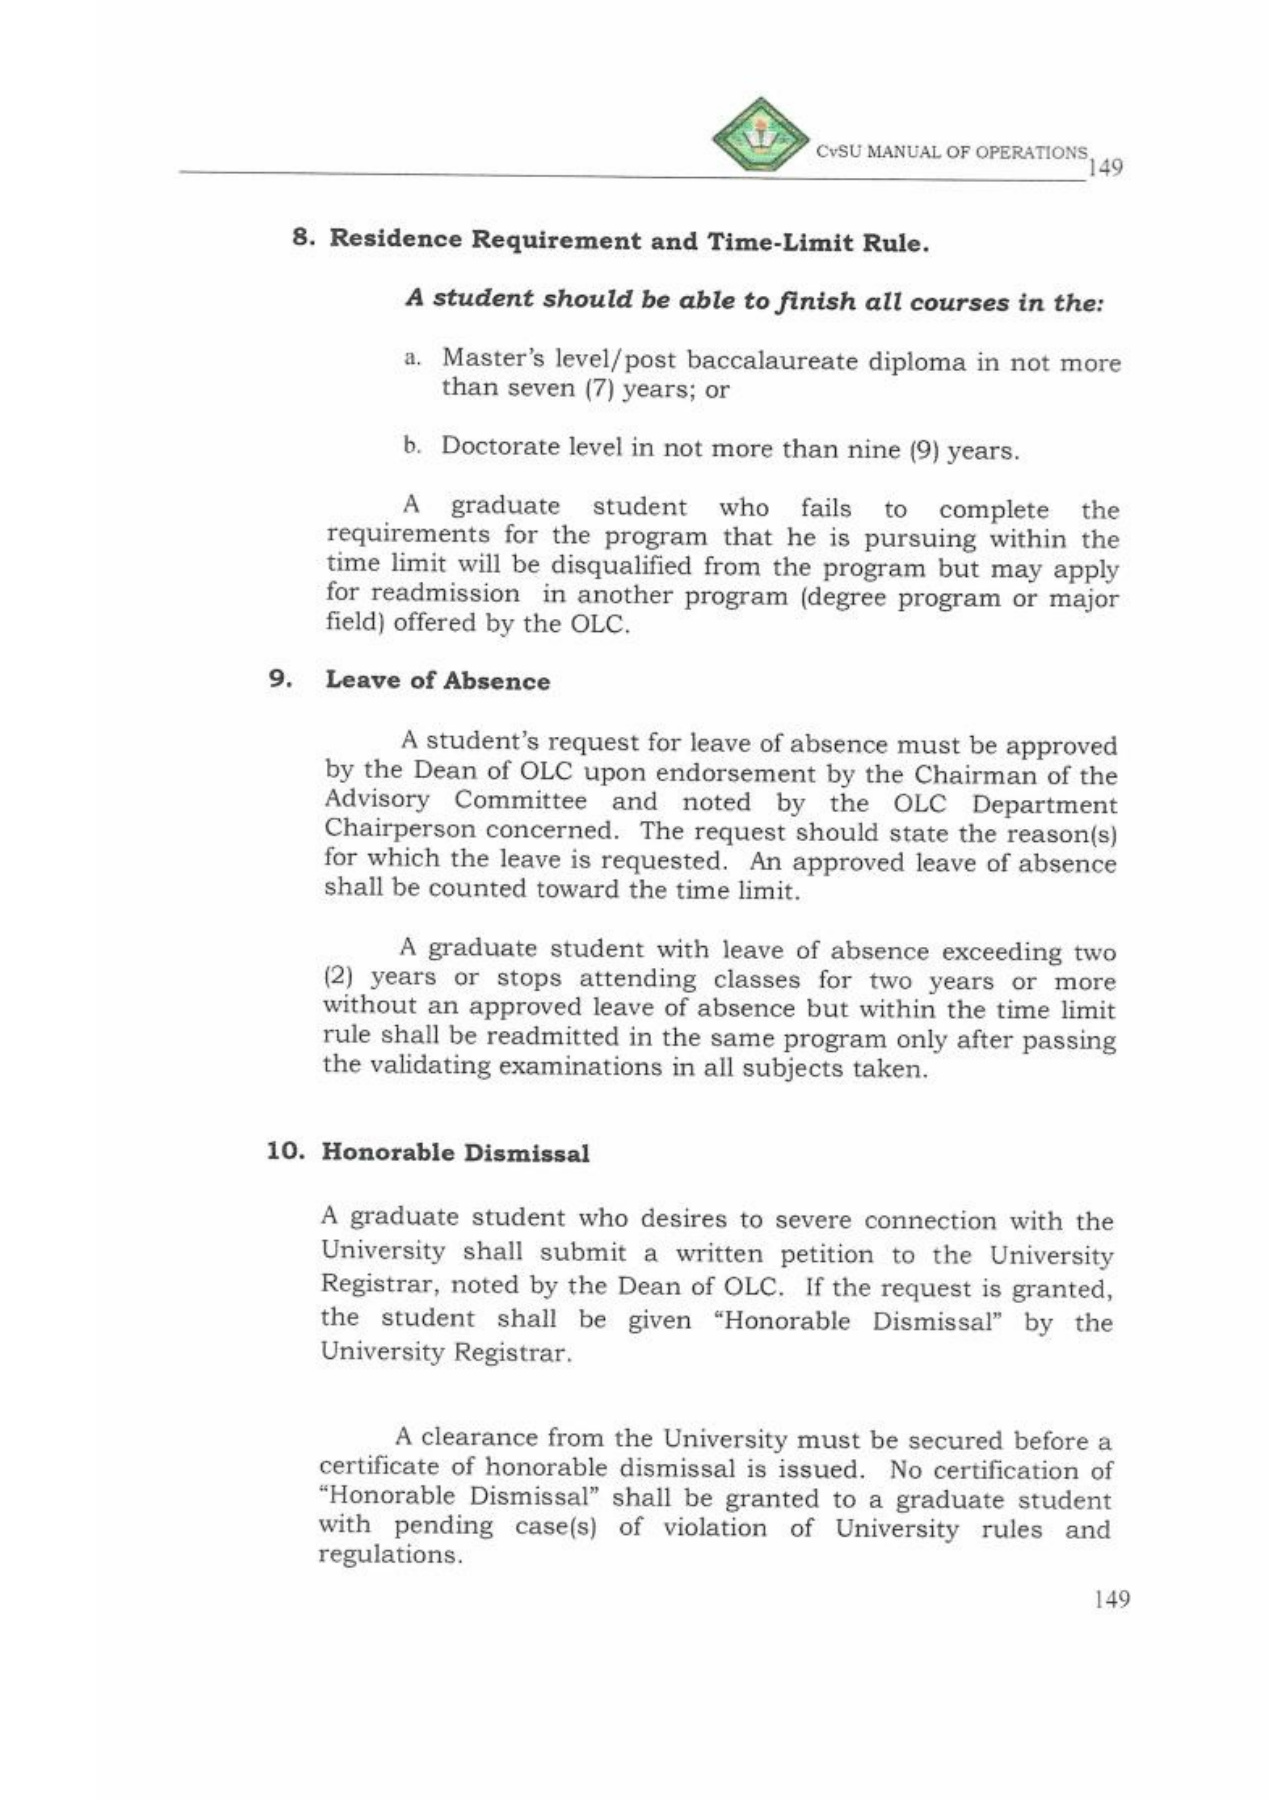 CvSU MANUAL OF OPERATIONS 149
8. Residence Requirement and Time-Limit Rule.
A student should be able to finish all courses in the:
a. Master's level/post baccalaureate diploma in not more
than seven (7) years; or
b. Doctorate level in not more than nine (9) years.
A graduate student who fails to complete the
requirements for the program that he is pursuing within the
time limit will be disqualified from the program but may apply
for readmission in another program (degree program or major
field) offered by the OLC.
9. Leave of Absence
A student's request for leave of absence must be approved
by the Dean of OLC upon endorsement by the Chairman of the
Advisory Committee and noted by the OLC Department
Chairperson concerned. The request should state the reason(s)
for which the leave is requested. An approved leave of absence
shall be counted toward the time limit.
A graduate student with leave of absence exceeding two
(2) years or stops attending classes for two years or more
without an approved leave of absence but within the time limit
rule shall be readmitted in the same program only after passing
the validating examinations in all subjects taken.
10. Honorable Dismissal
A graduate student who desires to severe connection with the
University shall submit a written petition to the University
Registrar, noted by the Dean of OLC. If the request is granted,
the student shall be given “Honorable Dismissal” by the
University Registrar.
A clearance from the University must be secured before a
certificate of honorable dismissal is issued. No certification of
“Honorable Dismissal” shall be granted to a graduate student
with pending case(s) of violation of University rules and
regulations.
149